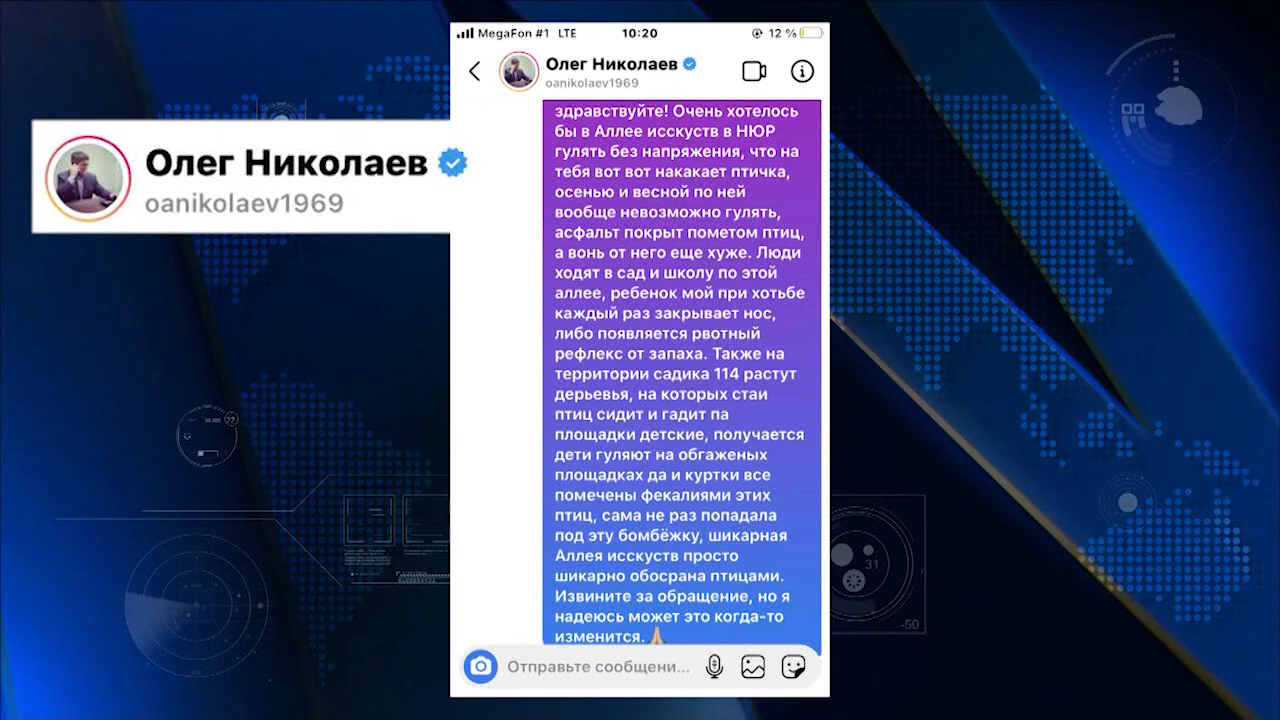 MegaFon #1 LTE 10:20 12 %
Олег Николаев
oanikolaev1969
Олег Николаев
oanikolaev1969
здравствуйте! Очень хотелось
бы в Аллее исскуств в НЮР
гулять без напряжения, что на
тебя вот вот накакает птичка,
осенью и весной по ней
вообще невозможно гулять,
асфальт покрыт пометом птиц,
а вонь от него еще хуже. Люди
ходят в сад и школу по этой
аллее, ребенок мой при хотьбе
каждый раз закрывает нос,
либо появляется рвотный
рефлекс от запаха. Также на
территории садика 114 растут
дерьевья, на которых стаи
птиц сидит и гадит па
площадки детские, получается
дети гуляют на обгаженых
площадках да и куртки все
помечены фекалиями этих
птиц, сама не раз попадала
под эту бомбёжку, шикарная
Аллея исскуств просто
шикарно обосрана птицами.
Извините за обращение, но я
надеюсь может это когда-то
изменится. 🙏🏼
Отправьте сообщени...
31
-50